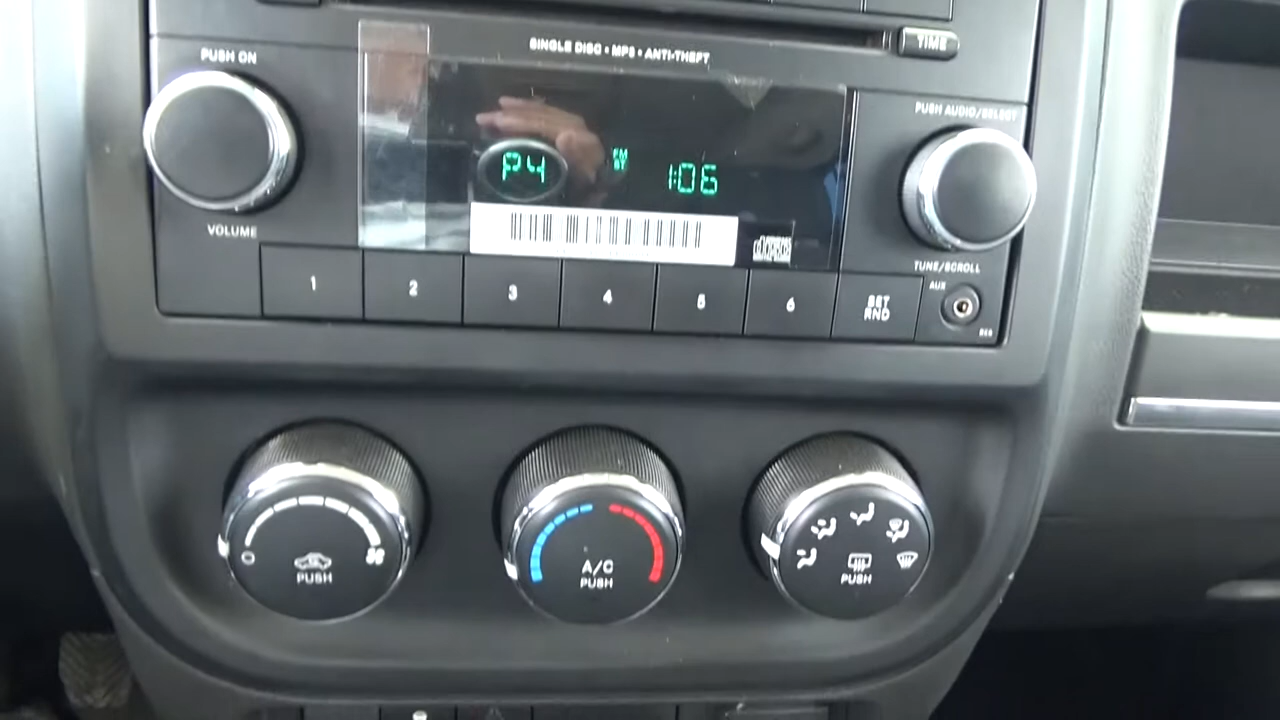 SINGLE DISC • MP3 • ANTI-THEFT
TIME
PUSH ON
VOLUME
P4
FM
1:06
PUSH AUDIO/SELECT
TUNE/SCROLL
AUX
1
2
3
4
5
6
SET
RND
PUSH
A/C
PUSH
PUSH